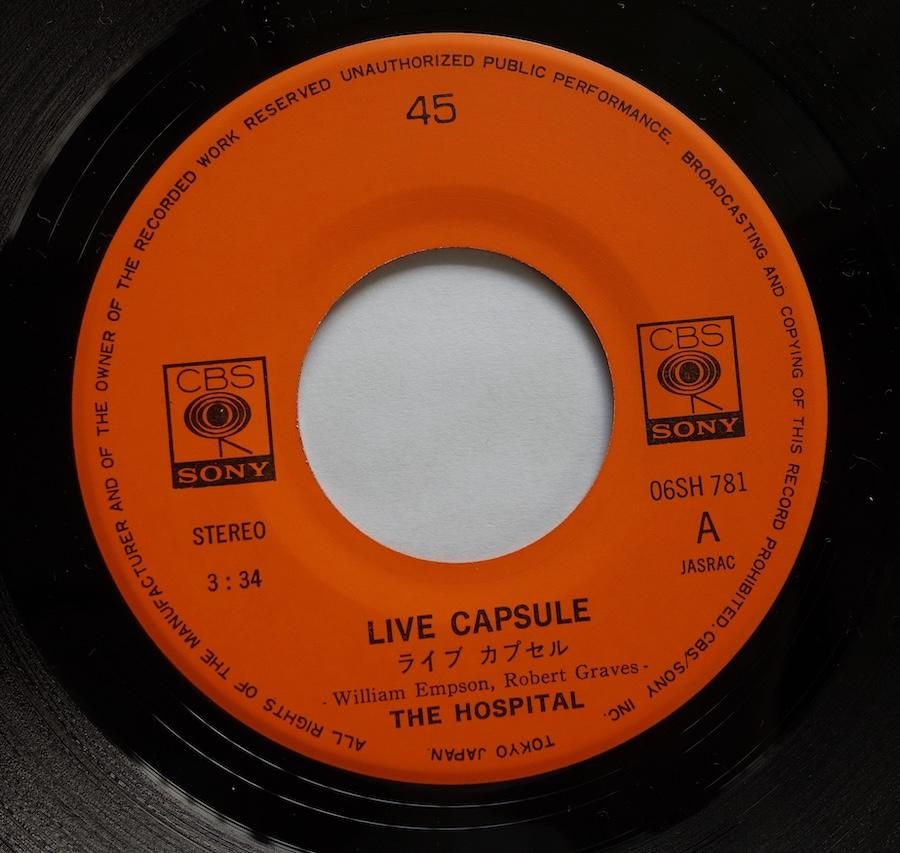 ALL RIGHTS OF THE MANUFACTURER AND OF THE OWNER OF THE RECORDED WORK RESERVED UNAUTHORIZED PUBLIC PERFORMANCE. BROADCASTING AND COPYING OF THIS RECORD PROHIBITED. CBS/SONY INC. TOKYO JAPAN.
45
CBS
SONY
CBS
SONY
STEREO
3:34
06SH 781
A
JASRAC
LIVE CAPSULE
ライブ カプセル
- William Empson, Robert Graves -
THE HOSPITAL